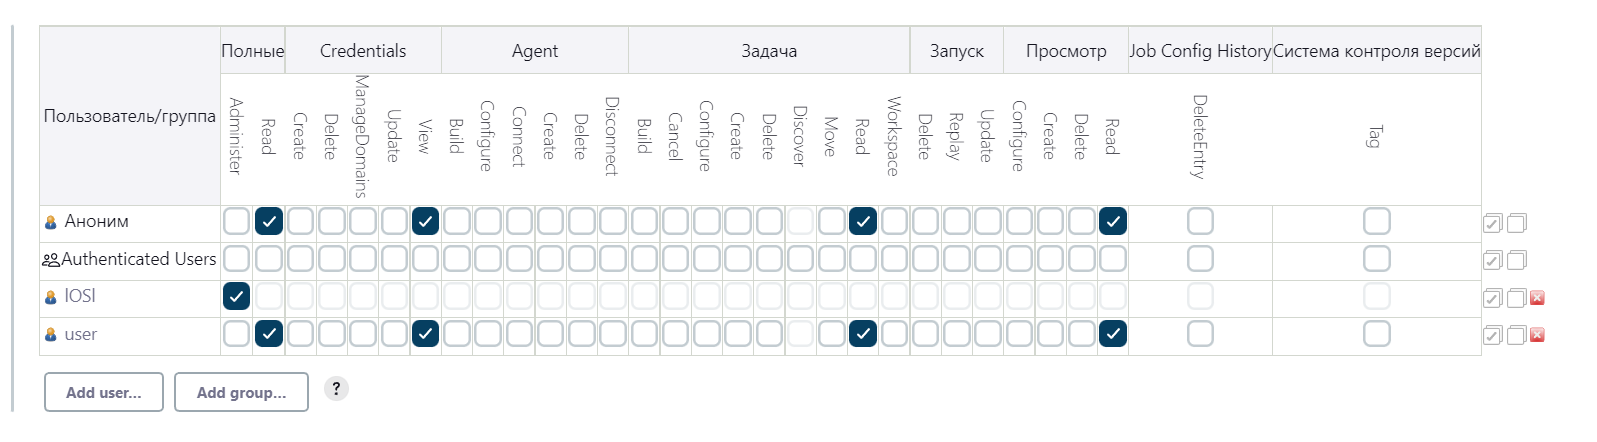 Полные Credentials Agent Задача Запуск Просмотр Job Config History Система контроля версий
Пользователь/группа Administer Read Create Delete ManageDomains Update View Build Configure Connect Create Delete Disconnect Build Cancel Configure Create Delete Discover Move Read Workspace Delete Replay Update Configure Create Delete Read DeleteEntry Tag
Аноним
Authenticated Users
lOSl
user
Add user... Add group... ?